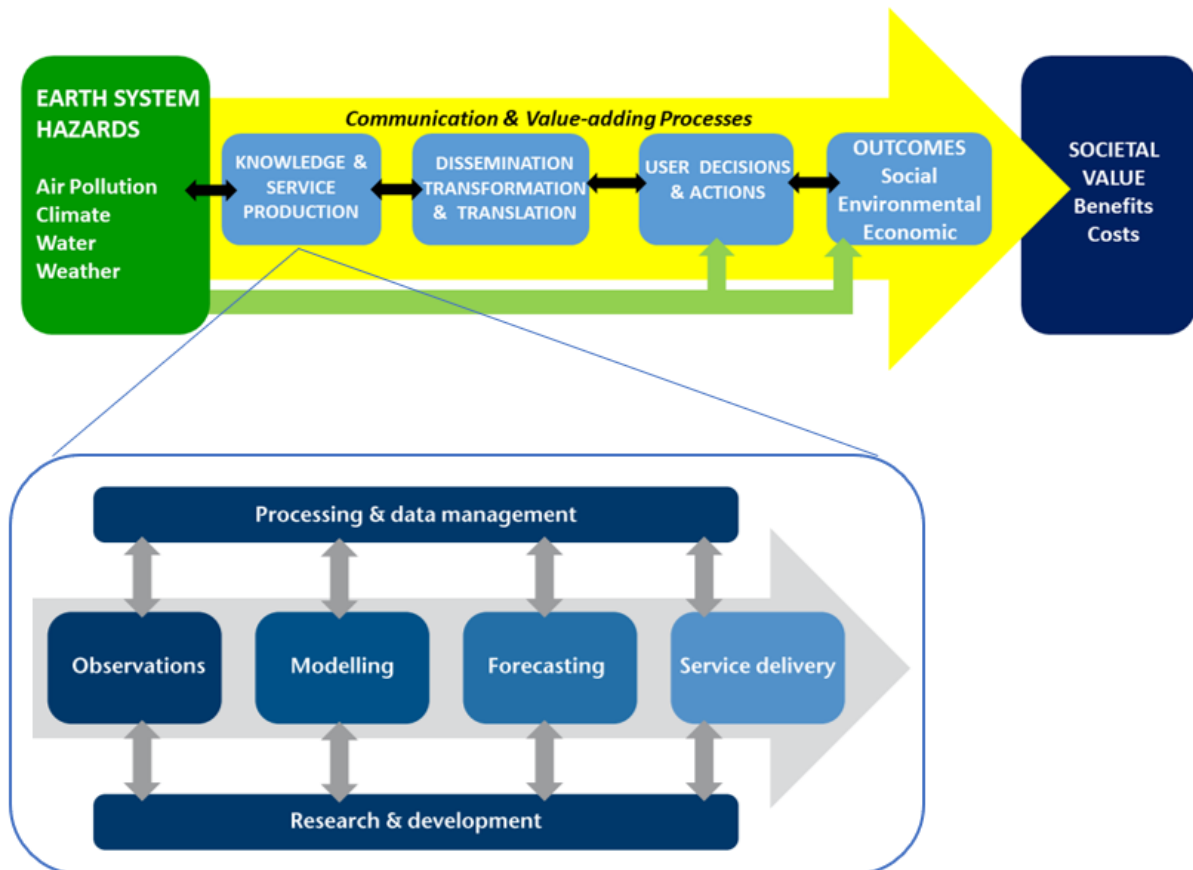 EARTH SYSTEM
HAZARDS
Air Pollution
Climate
Water
Weather
Communication & Value-adding Processes
KNOWLEDGE &
SERVICE
PRODUCTION
DISSEMINATION
TRANSFORMATION
& TRANSLATION
USER DECISIONS
& ACTIONS
OUTCOMES
Social
Environmental
Economic
SOCIETAL
VALUE
Benefits
Costs
Processing & data management
Observations
Modelling
Forecasting
Service delivery
Research & development